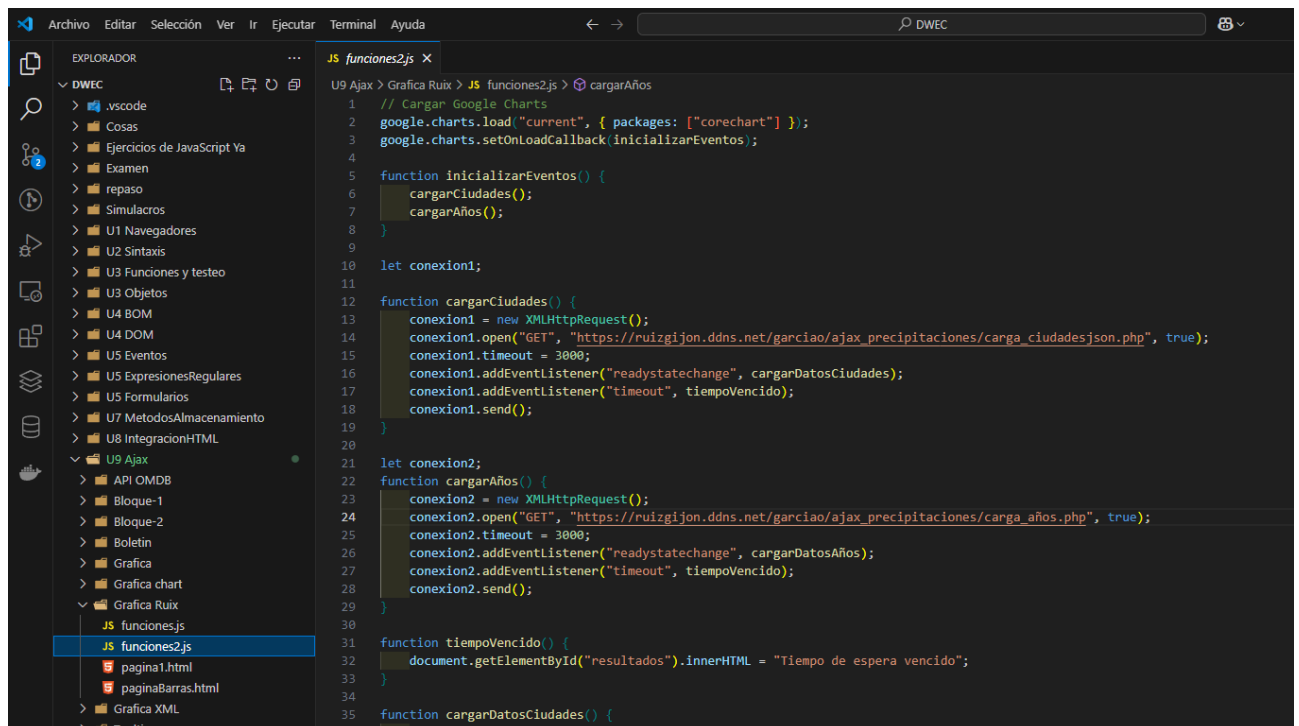 Archivo Editar Selección Ver Ir Ejecutar Terminal Ayuda
DWEC
EXPLORADOR
DWEC
.vscode
Cosas
Ejercicios de JavaScript Ya
Examen
repaso
Simulacros
U1 Navegadores
U2 Sintaxis
U3 Funciones y testeo
U3 Objetos
U4 BOM
U4 DOM
U5 Eventos
U5 ExpresionesRegulares
U5 Formularios
U7 MetodosAlmacenamiento
U8 IntegracionHTML
U9 Ajax
API OMDB
Bloque-1
Bloque-2
Boletin
Grafica
Grafica chart
Grafica Ruix
JS funciones.js
JS funciones2.js
pagina1.html
paginaBarras.html
Grafica XML
2
JS funciones2.js
U9 Ajax > Grafica Ruix > JS funciones2.js > cargarAños
1 // Cargar Google Charts
2 google.charts.load("current", { packages: ["corechart"] });
3 google.charts.setOnLoadCallback(inicializarEventos);
4
5 function inicializarEventos() {
6 cargarCiudades();
7 cargarAños();
8 }
9
10 let conexion1;
11
12 function cargarCiudades() {
13 conexion1 = new XMLHttpRequest();
14 conexion1.open("GET", "https://ruizgijon.ddns.net/garciao/ajax_precipitaciones/carga_ciudadesjson.php", true);
15 conexion1.timeout = 3000;
16 conexion1.addEventListener("readystatechange", cargarDatosCiudades);
17 conexion1.addEventListener("timeout", tiempoVencido);
18 conexion1.send();
19 }
20
21 let conexion2;
22 function cargarAños() {
23 conexion2 = new XMLHttpRequest();
24 conexion2.open("GET", "https://ruizgijon.ddns.net/garciao/ajax_precipitaciones/carga_años.php", true);
25 conexion2.timeout = 3000;
26 conexion2.addEventListener("readystatechange", cargarDatosAños);
27 conexion2.addEventListener("timeout", tiempoVencido);
28 conexion2.send();
29 }
30
31 function tiempoVencido() {
32 document.getElementById("resultados").innerHTML = "Tiempo de espera vencido";
33 }
34
35 function cargarDatosCiudades() {